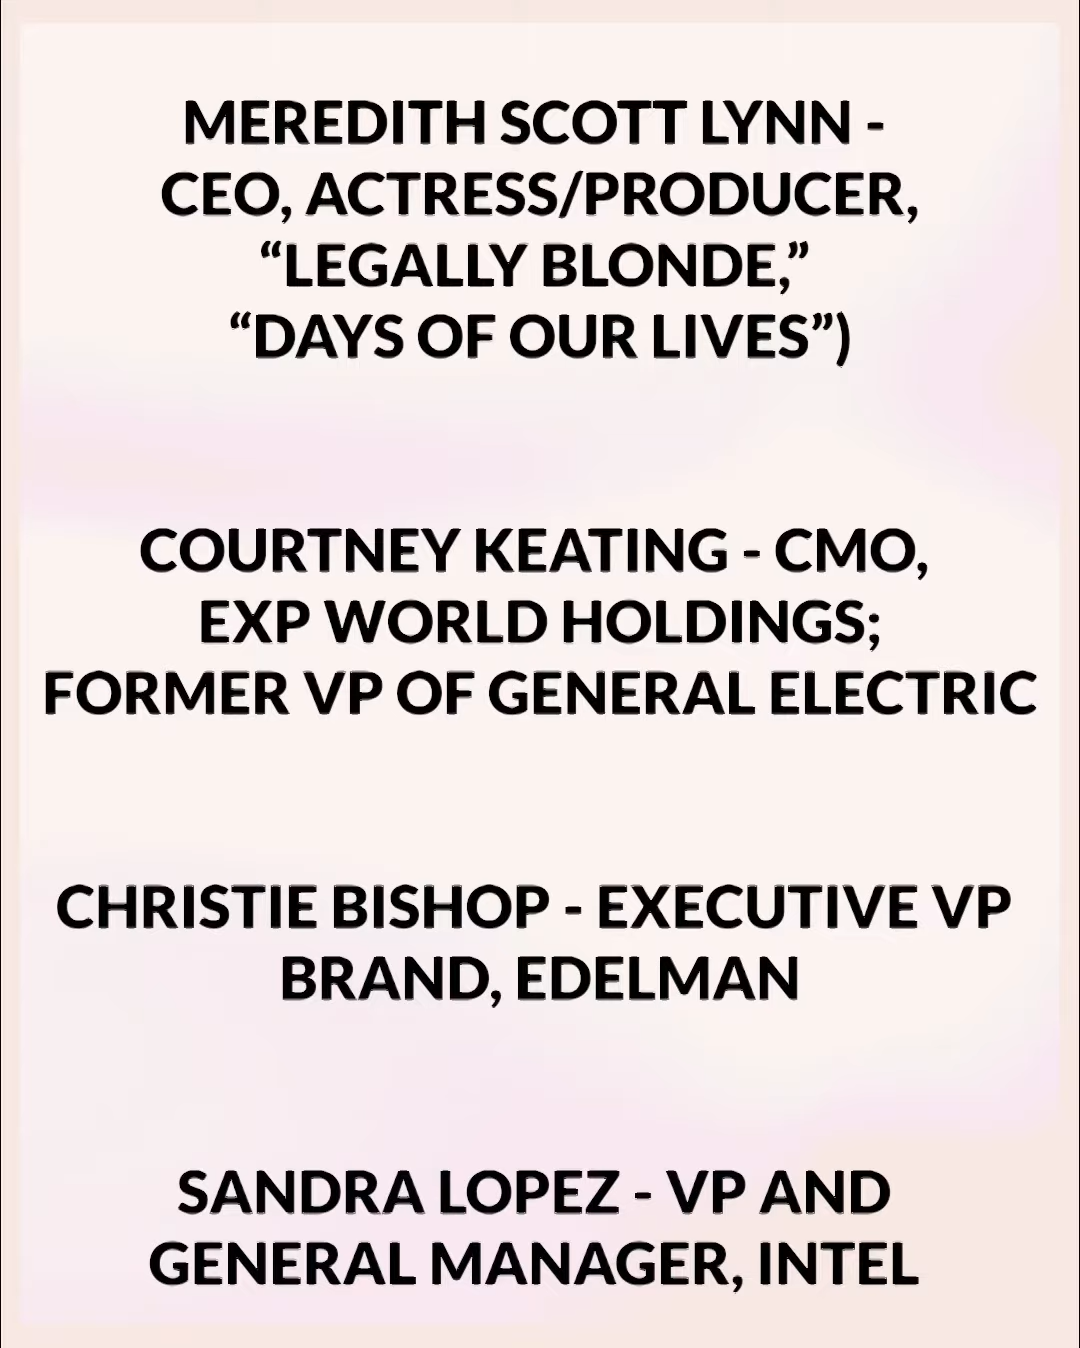 MEREDITH SCOTT LYNN -
CEO, ACTRESS/PRODUCER,
“LEGALLY BLONDE,”
“DAYS OF OUR LIVES”)
COURTNEY KEATING - CMO,
EXP WORLD HOLDINGS;
FORMER VP OF GENERAL ELECTRIC
CHRISTIE BISHOP - EXECUTIVE VP
BRAND, EDELMAN
SANDRA LOPEZ - VP AND
GENERAL MANAGER, INTEL